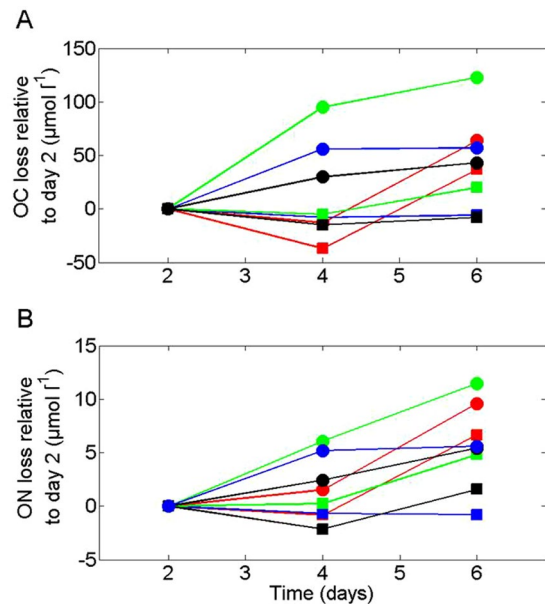 A
OC loss relative
to day 2 (µmol l⁻¹)
150
100
50
0
-50
2 3 4 5 6
B
ON loss relative
to day 2 (µmol l⁻¹)
15
10
5
0
-5
2 3 4 5 6
Time (days)